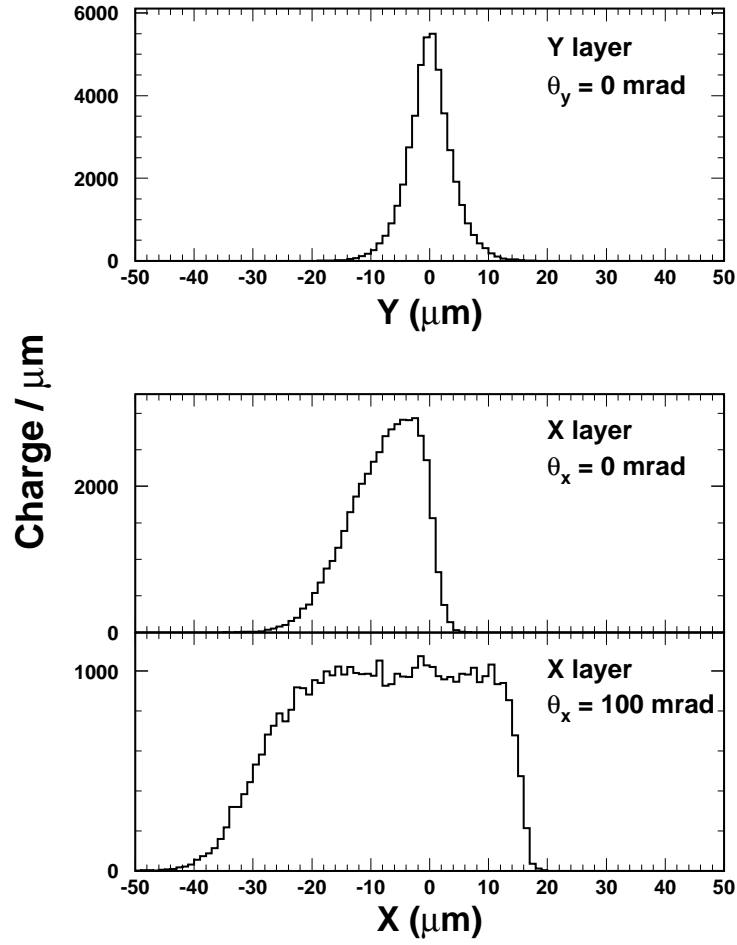 6000
4000
2000
0
Y layer
θy = 0 mrad
-50 -40 -30 -20 -10 0 10 20 30 40 50
Y (μm)
Charge / μm
2000
0
X layer
θx = 0 mrad
1000
0
X layer
θx = 100 mrad
-50 -40 -30 -20 -10 0 10 20 30 40 50
X (μm)